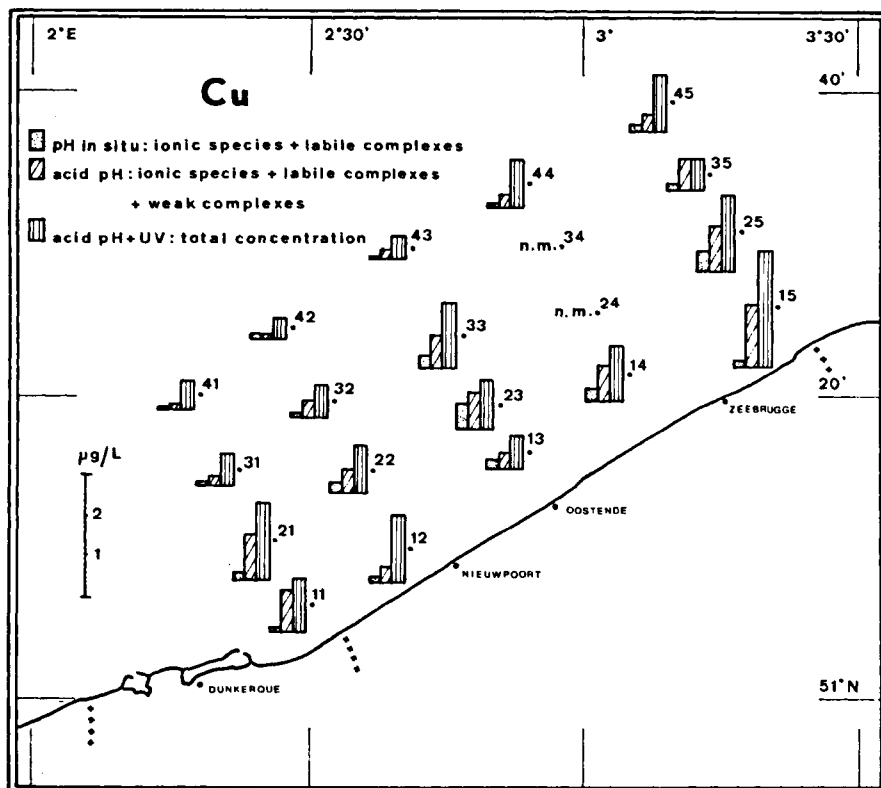 2°E 2°30' 3° 3°30'
40'
Cu
45
pH in situ: ionic species + labile complexes
acid pH: ionic species + labile complexes
+ weak complexes
acid pH+UV: total concentration
35
44
25
43
n.m. 34
15
42
n.m. 24
33
14
41
32
23
20'
ZEEBRUGGE
µg/L
31
22
13
2
OOSTENDE
1
21
12
NIEUWPOORT
11
DUNKERQUE
51°N